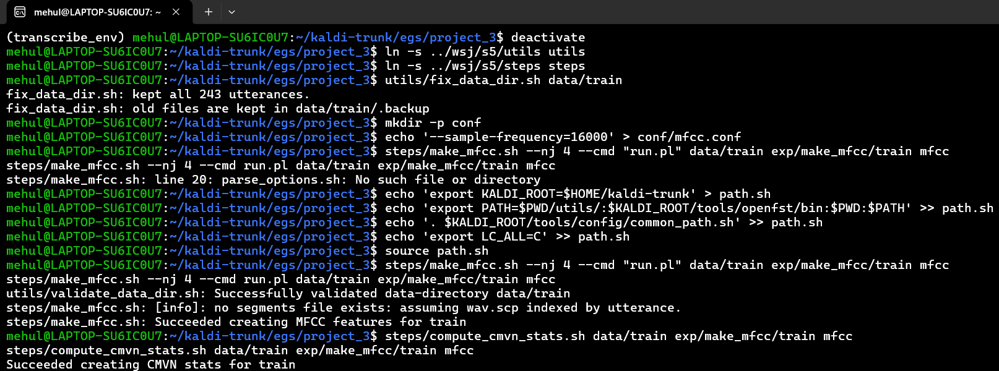 mehul@LAPTOP-SU6IC0U7: ~
(transcribe_env) mehul@LAPTOP-SU6IC0U7:~/kaldi-trunk/egs/project_3$ deactivate
mehul@LAPTOP-SU6IC0U7:~/kaldi-trunk/egs/project_3$ ln -s ../wsj/s5/utils utils
mehul@LAPTOP-SU6IC0U7:~/kaldi-trunk/egs/project_3$ ln -s ../wsj/s5/steps steps
mehul@LAPTOP-SU6IC0U7:~/kaldi-trunk/egs/project_3$ utils/fix_data_dir.sh data/train
fix_data_dir.sh: kept all 243 utterances.
fix_data_dir.sh: old files are kept in data/train/.backup
mehul@LAPTOP-SU6IC0U7:~/kaldi-trunk/egs/project_3$ mkdir -p conf
mehul@LAPTOP-SU6IC0U7:~/kaldi-trunk/egs/project_3$ echo '--sample-frequency=16000' > conf/mfcc.conf
mehul@LAPTOP-SU6IC0U7:~/kaldi-trunk/egs/project_3$ steps/make_mfcc.sh --nj 4 --cmd "run.pl" data/train exp/make_mfcc/train mfcc
steps/make_mfcc.sh --nj 4 --cmd run.pl data/train exp/make_mfcc/train mfcc
steps/make_mfcc.sh: line 20: parse_options.sh: No such file or directory
mehul@LAPTOP-SU6IC0U7:~/kaldi-trunk/egs/project_3$ echo 'export KALDI_ROOT=$HOME/kaldi-trunk' > path.sh
mehul@LAPTOP-SU6IC0U7:~/kaldi-trunk/egs/project_3$ echo 'export PATH=$PWD/utils/:$KALDI_ROOT/tools/openfst/bin:$PWD:$PATH' >> path.sh
mehul@LAPTOP-SU6IC0U7:~/kaldi-trunk/egs/project_3$ echo '. $KALDI_ROOT/tools/config/common_path.sh' >> path.sh
mehul@LAPTOP-SU6IC0U7:~/kaldi-trunk/egs/project_3$ echo 'export LC_ALL=C' >> path.sh
mehul@LAPTOP-SU6IC0U7:~/kaldi-trunk/egs/project_3$ source path.sh
mehul@LAPTOP-SU6IC0U7:~/kaldi-trunk/egs/project_3$ steps/make_mfcc.sh --nj 4 --cmd "run.pl" data/train exp/make_mfcc/train mfcc
steps/make_mfcc.sh --nj 4 --cmd run.pl data/train exp/make_mfcc/train mfcc
utils/validate_data_dir.sh: Successfully validated data-directory data/train
steps/make_mfcc.sh: [info]: no segments file exists: assuming wav.scp indexed by utterance.
steps/make_mfcc.sh: Succeeded creating MFCC features for train
mehul@LAPTOP-SU6IC0U7:~/kaldi-trunk/egs/project_3$ steps/compute_cmvn_stats.sh data/train exp/make_mfcc/train mfcc
steps/compute_cmvn_stats.sh data/train exp/make_mfcc/train mfcc
Succeeded creating CMVN stats for train